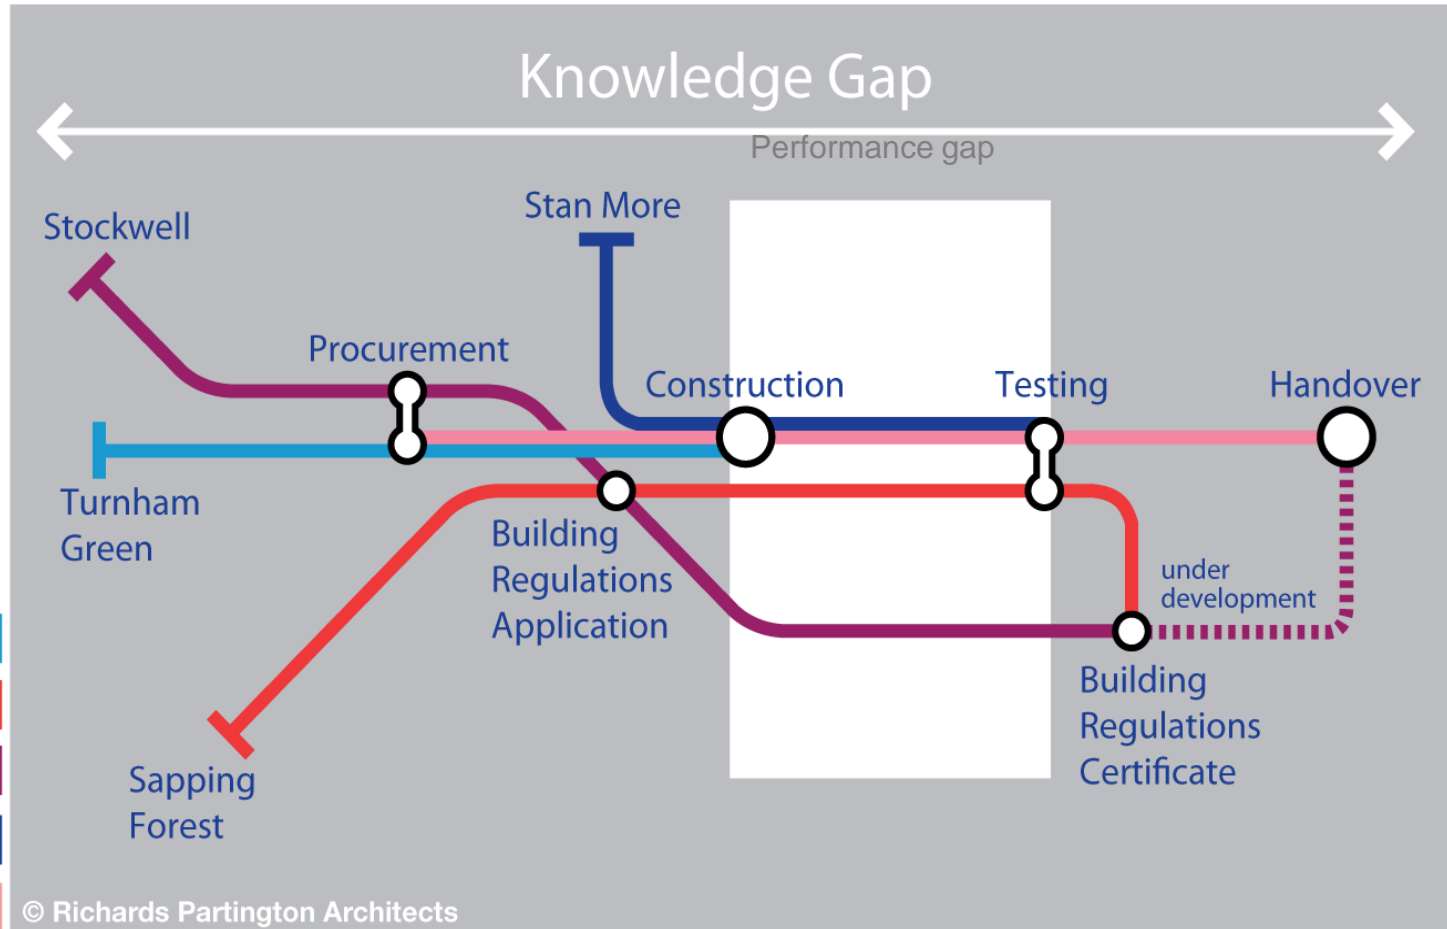 Knowledge Gap
Performance gap
Stan More
Stockwell
Procurement
Construction
Testing
Handover
Turnham
Green
Building
Regulations
Application
under
development
Building
Regulations
Certificate
Sapping
Forest
© Richards Partington Architects